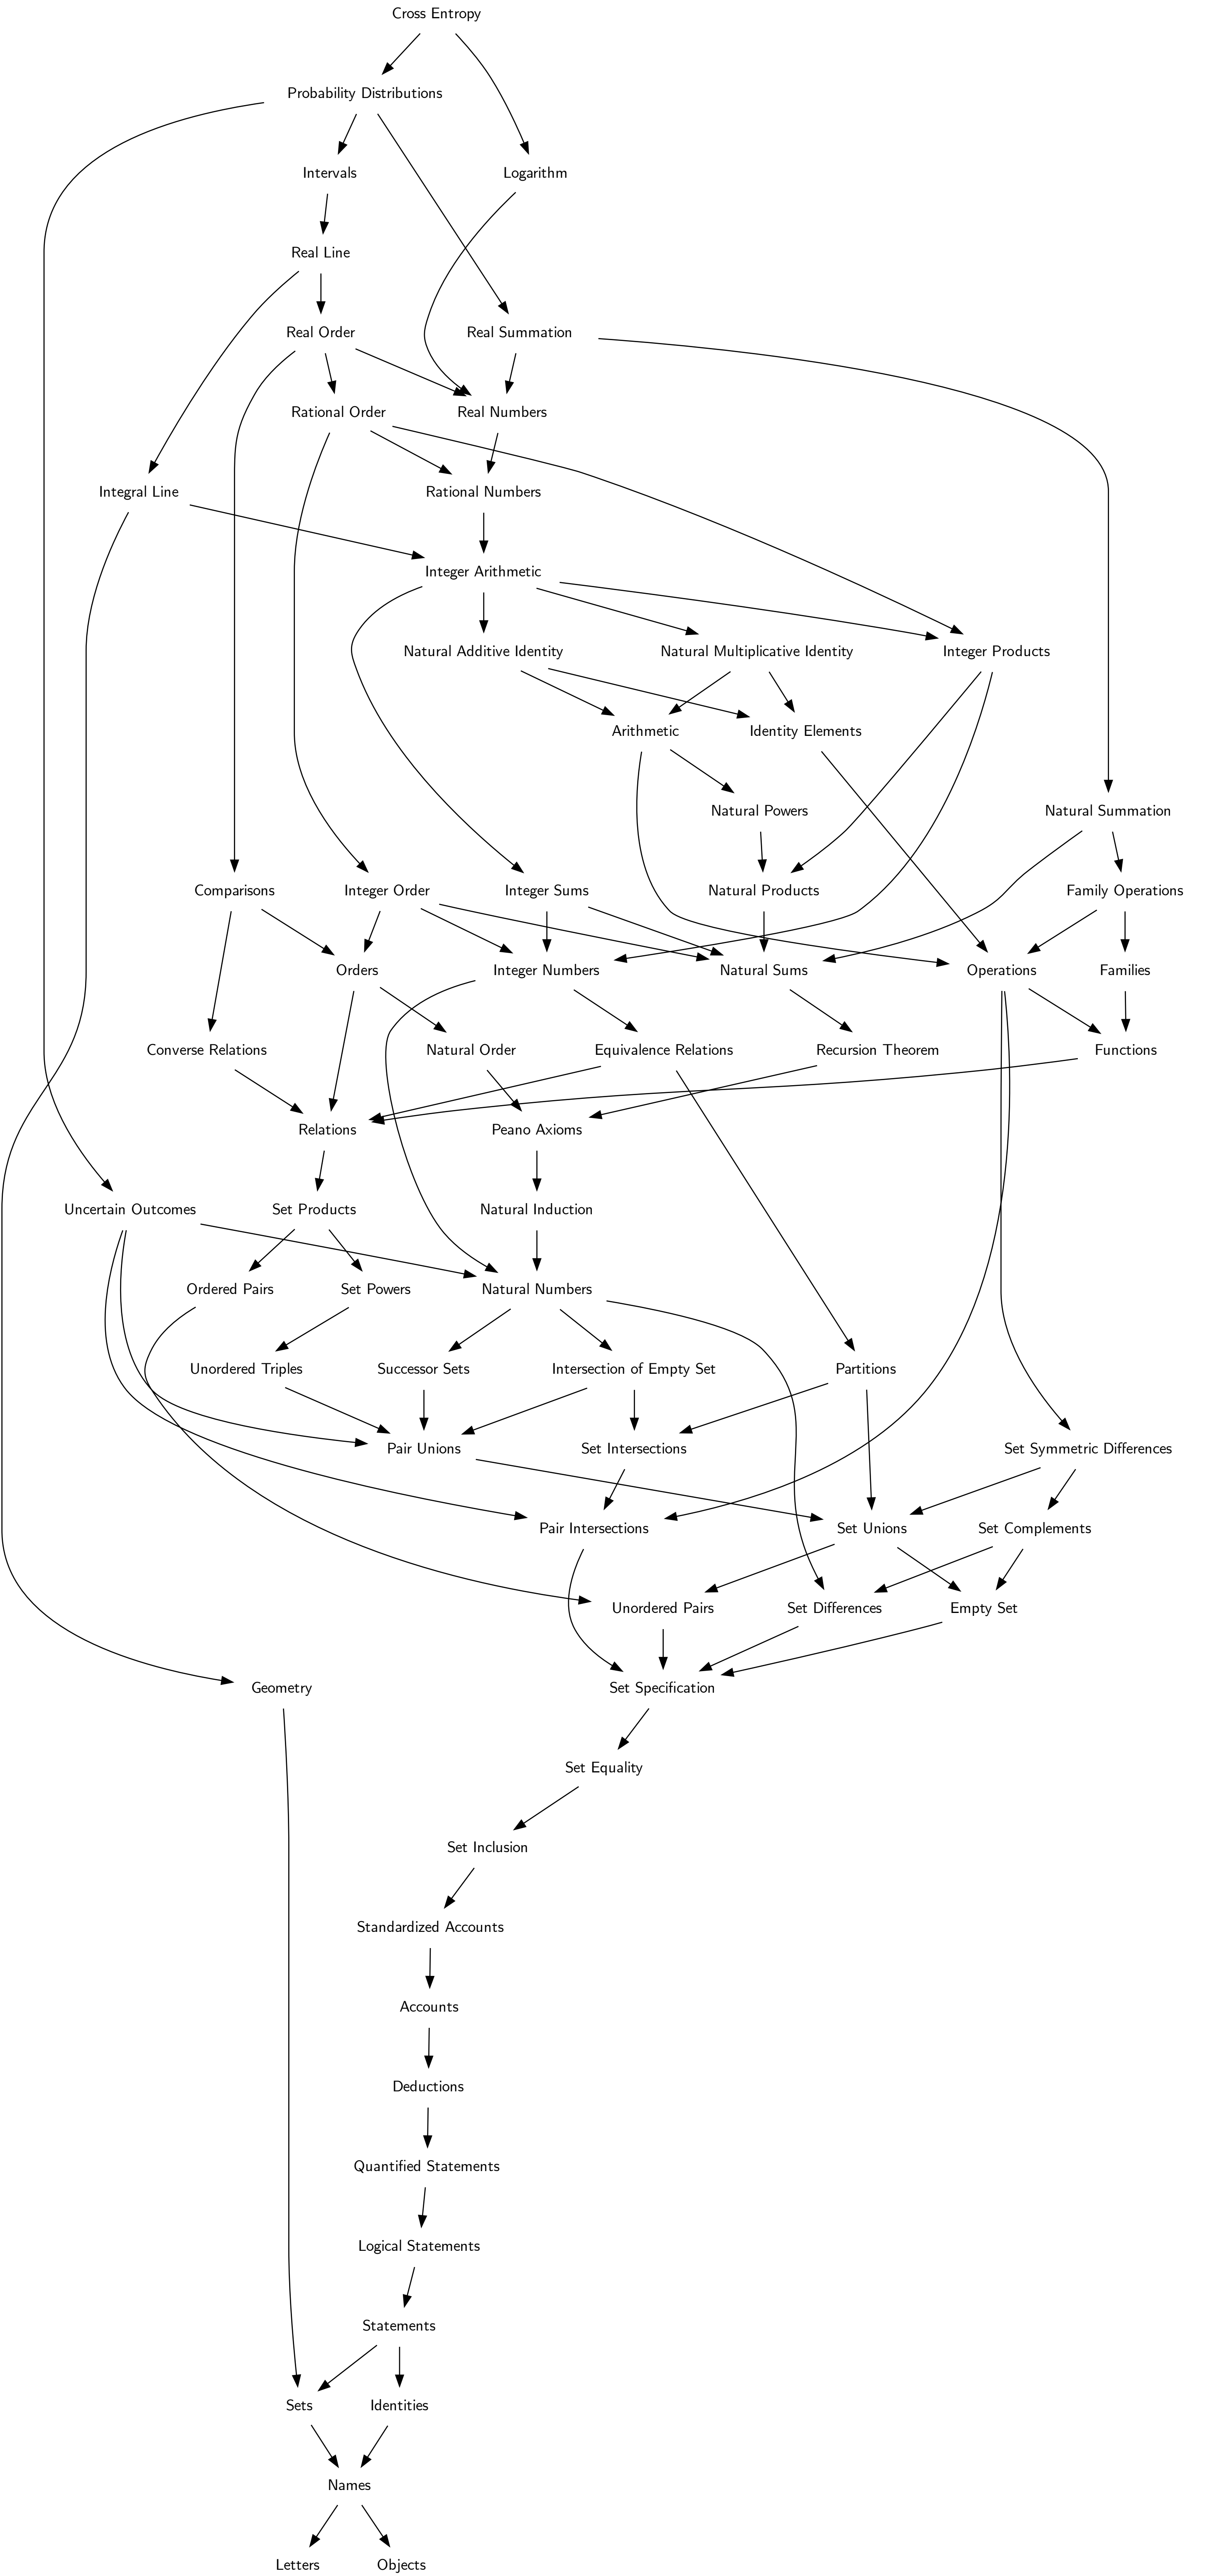 Cross Entropy
Probability Distributions
Intervals
Logarithm
Real Line
Real Order
Real Summation
Rational Order
Real Numbers
Integral Line
Rational Numbers
Integer Arithmetic
Natural Additive Identity
Natural Multiplicative Identity
Integer Products
Arithmetic
Identity Elements
Natural Powers
Natural Summation
Comparisons
Integer Order
Integer Sums
Natural Products
Family Operations
Orders
Integer Numbers
Natural Sums
Operations
Families
Converse Relations
Natural Order
Equivalence Relations
Recursion Theorem
Functions
Relations
Peano Axioms
Uncertain Outcomes
Set Products
Natural Induction
Ordered Pairs
Set Powers
Natural Numbers
Unordered Triples
Successor Sets
Intersection of Empty Set
Partitions
Pair Unions
Set Intersections
Set Symmetric Differences
Pair Intersections
Set Unions
Set Complements
Unordered Pairs
Set Differences
Empty Set
Geometry
Set Specification
Set Equality
Set Inclusion
Standardized Accounts
Accounts
Deductions
Quantified Statements
Logical Statements
Statements
Sets
Identities
Names
Letters
Objects